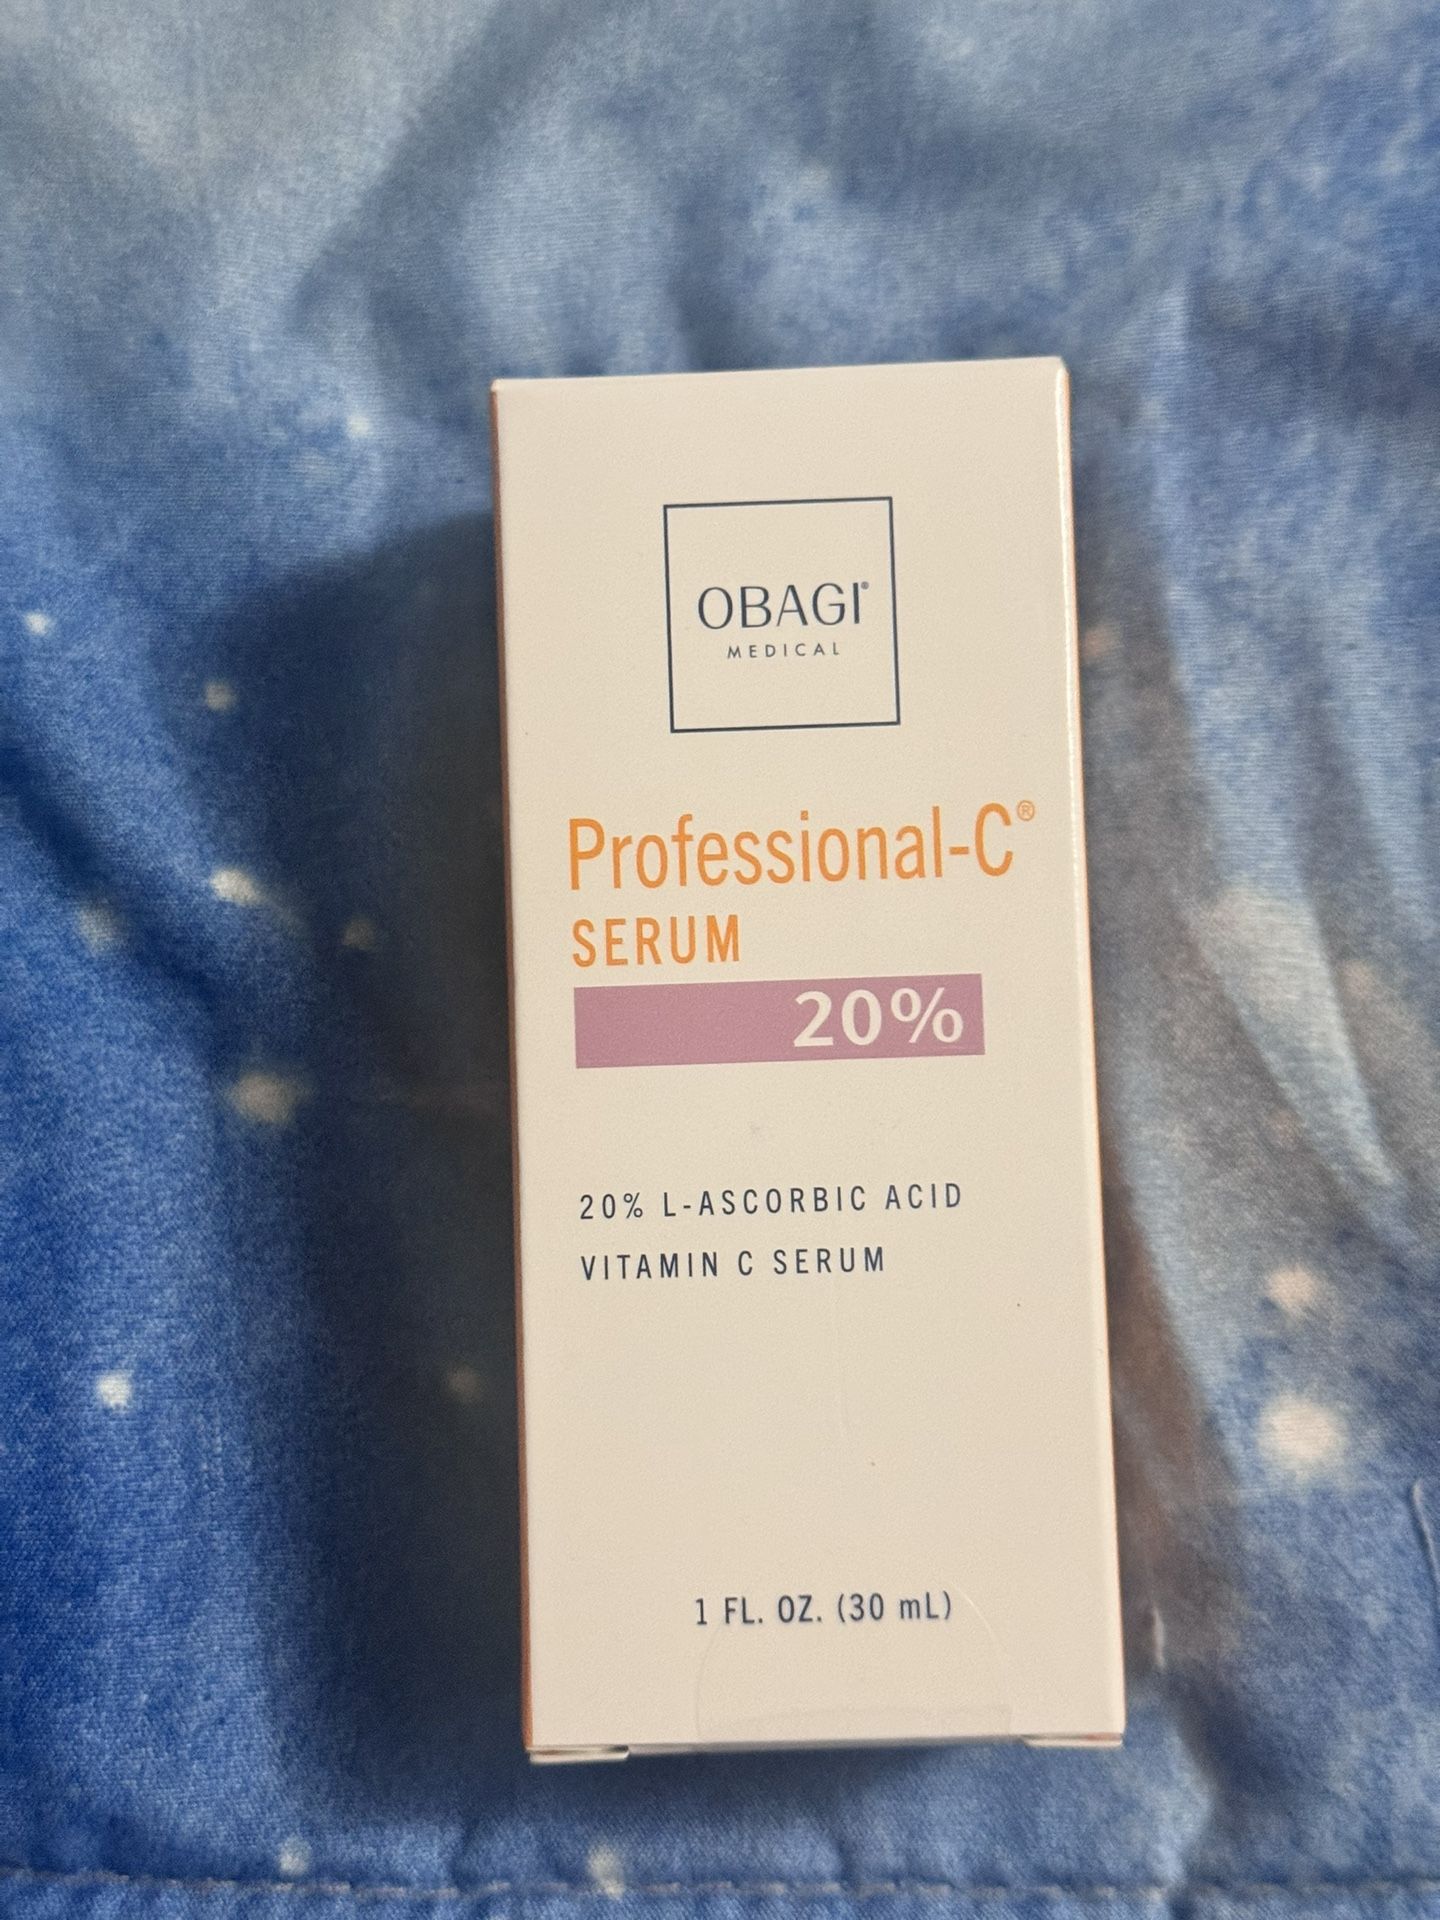 OBAGI®
MEDICAL
Professional-C®
SERUM
20%
20% L-ASCORBIC ACID
VITAMIN C SERUM
1 FL. OZ. (30 mL)